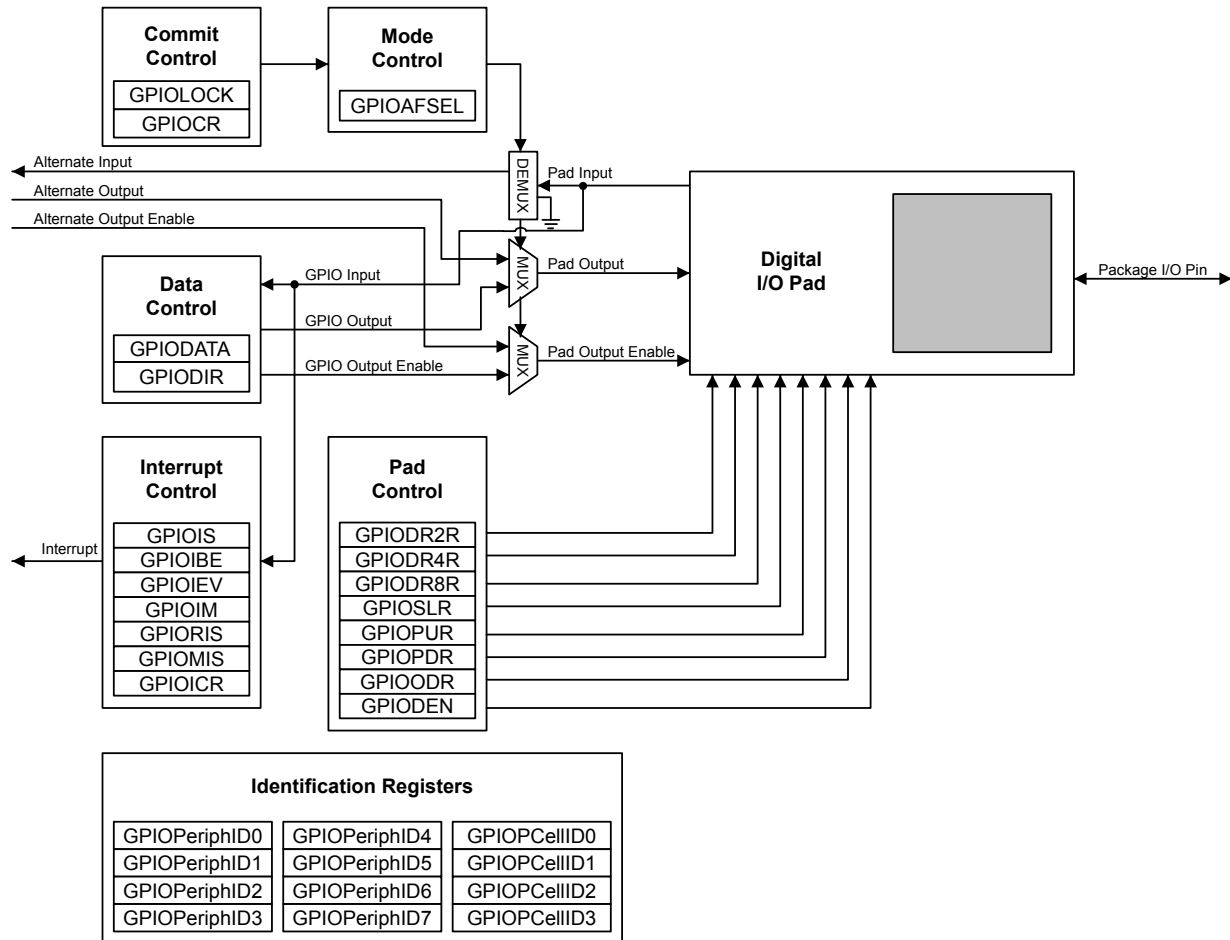 Commit
Control
GPIOLOCK
GPIOCR
Mode
Control
GPIOAFSEL
Alternate Input
Alternate Output
Alternate Output Enable
DEMUX
Pad Input
MUX
Pad Output
MUX
Pad Output Enable
Digital
I/O Pad
Package I/O Pin
Data
Control
GPIODATA
GPIODIR
GPIO Input
GPIO Output
GPIO Output Enable
Interrupt
Control
GPIOIS
GPIOIBE
GPIOIEV
GPIOIM
GPIORIS
GPIOMIS
GPIOICR
Interrupt
Pad
Control
GPIODR2R
GPIODR4R
GPIODR8R
GPIOSLR
GPIOPUR
GPIOPDR
GPIOODR
GPIODEN
Identification Registers
GPIOPeriphID0
GPIOPeriphID1
GPIOPeriphID2
GPIOPeriphID3
GPIOPeriphID4
GPIOPeriphID5
GPIOPeriphID6
GPIOPeriphID7
GPIOPCellID0
GPIOPCellID1
GPIOPCellID2
GPIOPCellID3